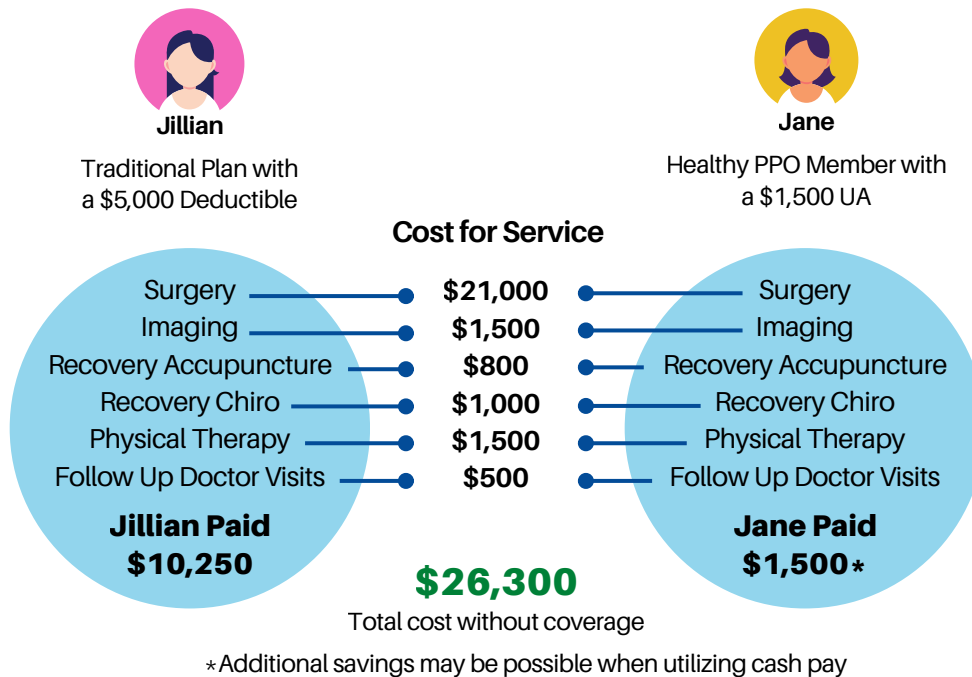 Jillian
Traditional Plan with
a $5,000 Deductible
Jane
Healthy PPO Member with
a $1,500 UA
Cost for Service
Surgery $21,000 Surgery
Imaging $1,500 Imaging
Recovery Accupuncture $800 Recovery Accupuncture
Recovery Chiro $1,000 Recovery Chiro
Physical Therapy $1,500 Physical Therapy
Follow Up Doctor Visits $500 Follow Up Doctor Visits
Jillian Paid
$10,250
Jane Paid
$1,500*
$26,300
Total cost without coverage
*Additional savings may be possible when utilizing cash pay